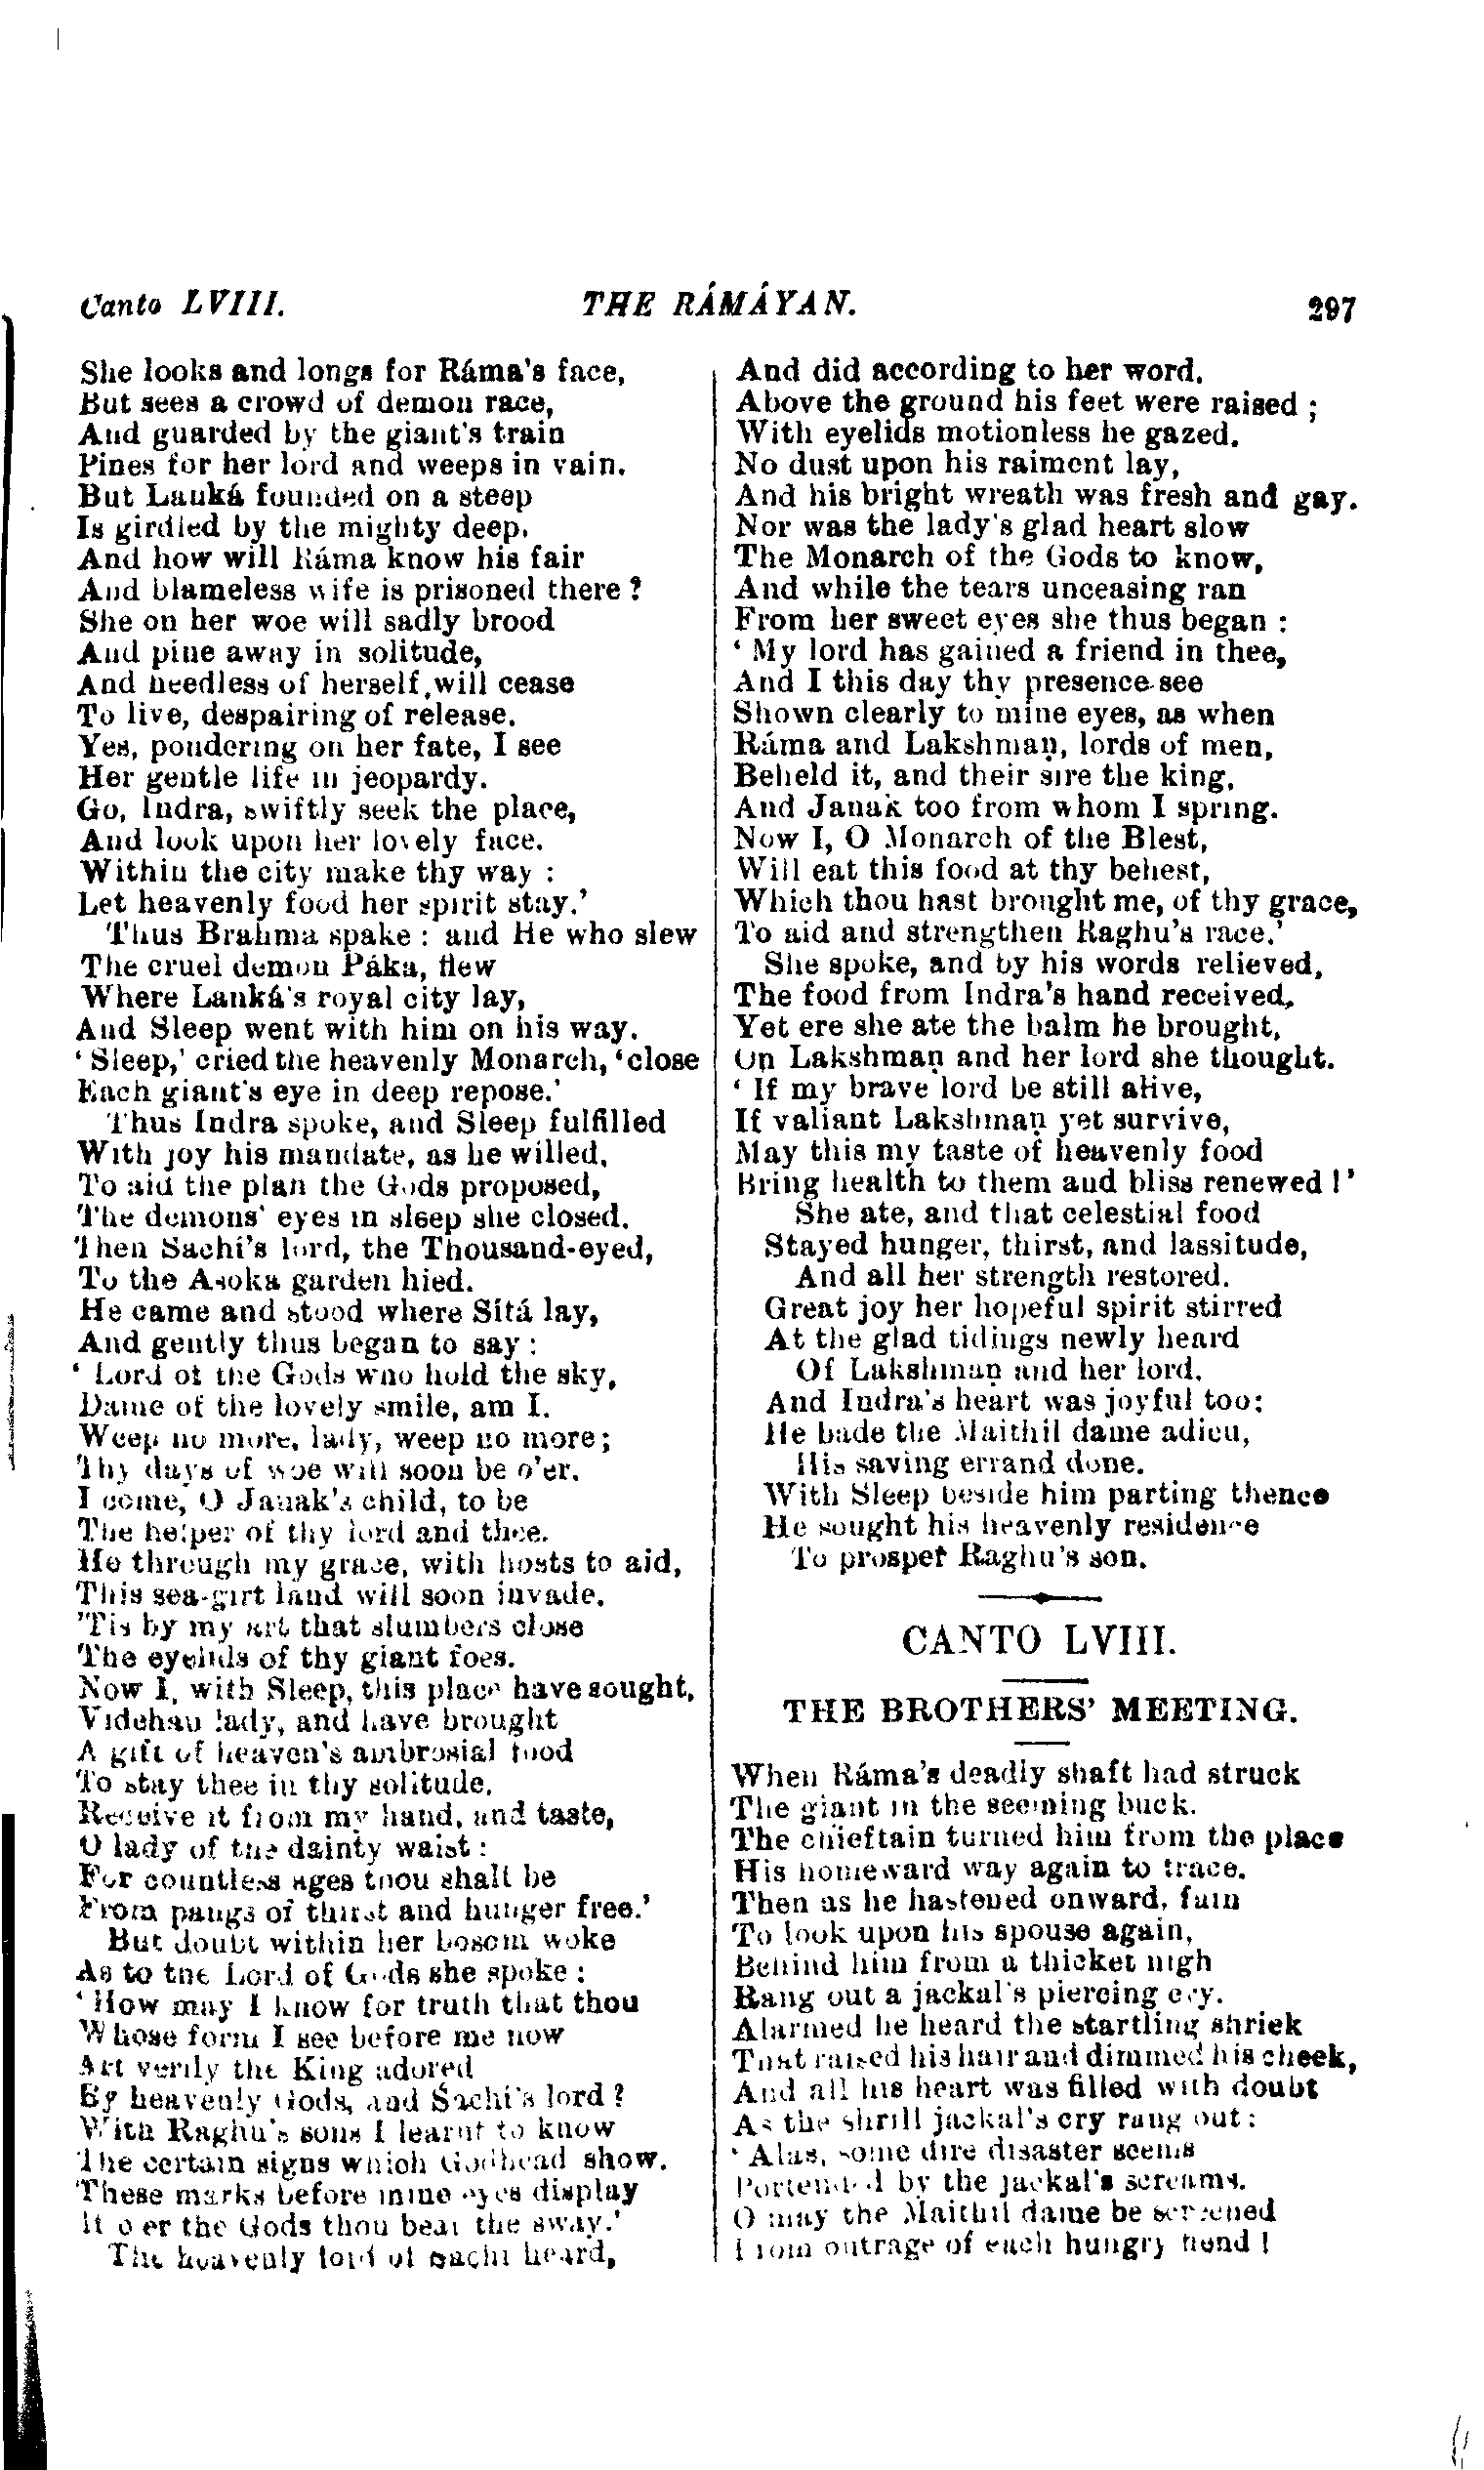 Canto LVIII. THE RÁMÁYAN. 297
She looks and longs for Ráma's face,
But sees a crowd of demon race,
And guarded by the giant's train
Pines for her lord and weeps in vain.
But Lanká founded on a steep
Is girdled by the mighty deep,
And how will Ráma know his fair
And blameless wife is prisoned there?
She on her woe will sadly brood
And pine away in solitude,
And heedless of herself, will cease
To live, despairing of release.
Yes, pondering on her fate, I see
Her gentle life in jeopardy.
Go, Indra, swiftly seek the place,
And look upon her lovely face.
Within the city make thy way:
Let heavenly food her spirit stay.'
Thus Brahma spake: and He who slew
The cruel demon Páka, flew
Where Lanká's royal city lay,
And Sleep went with him on his way.
'Sleep,' cried the heavenly Monarch, 'close
Each giant's eye in deep repose.'
Thus Indra spoke, and Sleep fulfilled
With joy his mandate, as he willed,
To aid the plan the Gods proposed,
The demons' eyes in sleep she closed.
Then Sachi's lord, the Thousand-eyed,
To the Asoka garden hied.
He came and stood where Sítá lay,
And gently thus began to say:
'Lord of the Gods who hold the sky,
Dame of the lovely smile, am I.
Weep no more, lady, weep no more;
Thy days of woe will soon be o'er.
I come, O Janak's child, to be
The helper of thy lord and thee.
He through my grace, with hosts to aid,
This sea-girt land will soon invade.
'Tis by my art that slumbers close
The eyelids of thy giant foes.
Now I, with Sleep, this place have sought,
Videhan lady, and have brought
A gift of heaven's ambrosial food
To stay thee in thy solitude.
Receive it from my hand, and taste,
O lady of the dainty waist:
For countless ages thou shalt be
From pangs of thirst and hunger free.'
But doubt within her bosom woke
As to the Lord of Gods she spoke:
'How may I know for truth that thou
Whose form I see before me now
Art verily the King adored
By heavenly Gods, and Sachi's lord?
With Raghu's sons I learnt to know
The certain signs which Godhead show.
These marks before mine eyes display
If o'er the Gods thou bear the sway.'
The heavenly lord of Sachi heard,
And did according to her word.
Above the ground his feet were raised;
With eyelids motionless he gazed.
No dust upon his raiment lay,
And his bright wreath was fresh and gay.
Nor was the lady's glad heart slow
The Monarch of the Gods to know,
And while the tears unceasing ran
From her sweet eyes she thus began:
'My lord has gained a friend in thee,
And I this day thy presence see
Shown clearly to mine eyes, as when
Ráma and Lakshmaṇ, lords of men,
Beheld it, and their sire the king,
And Janak too from whom I spring.
Now I, O Monarch of the Blest,
Will eat this food at thy behest,
Which thou hast brought me, of thy grace,
To aid and strengthen Raghu's race.'
She spoke, and by his words relieved,
The food from Indra's hand received,
Yet ere she ate the balm he brought,
On Lakshmaṇ and her lord she thought.
'If my brave lord be still alive,
If valiant Lakshmaṇ yet survive,
May this my taste of heavenly food
Bring health to them and bliss renewed!'
She ate, and that celestial food
Stayed hunger, thirst, and lassitude,
And all her strength restored.
Great joy her hopeful spirit stirred
At the glad tidings newly heard
Of Lakshmaṇ and her lord.
And Indra's heart was joyful too:
He bade the Maithil dame adieu,
His saving errand done.
With Sleep beside him parting thence
He sought his heavenly residence
To prosper Raghu's son.
CANTO LVIII.
THE BROTHERS' MEETING.
When Ráma's deadly shaft had struck
The giant in the seeming buck.
The chieftain turned him from the place
His homeward way again to trace.
Then as he hastened onward, fain
To look upon his spouse again,
Behind him from a thicket nigh
Rang out a jackal's piercing cry.
Alarmed he heard the startling shriek
That raised his hair and dimmed his cheek,
And all his heart was filled with doubt
As the shrill jackal's cry rang out:
'Alas, some dire disaster seems
Portended by the jackal's screams.
O may the Maithil dame be screened
From outrage of each hungry fiend!